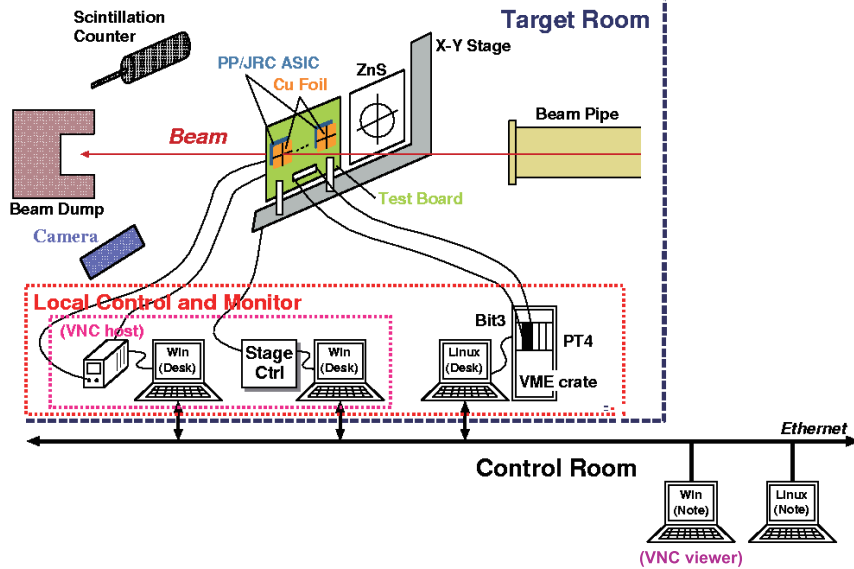 Target Room
Scintillation
Counter
X-Y Stage
PP/JRC ASIC
ZnS
Cu Foil
Beam Pipe
Beam
Test Board
Beam Dump
Camera
Local Control and Monitor
(VNC host)
Bit3
PT4
Win
(Desk)
Stage
Ctrl
Win
(Desk)
Linux
(Desk)
VME crate
Ethernet
Control Room
Win
(Note)
Linux
(Note)
(VNC viewer)